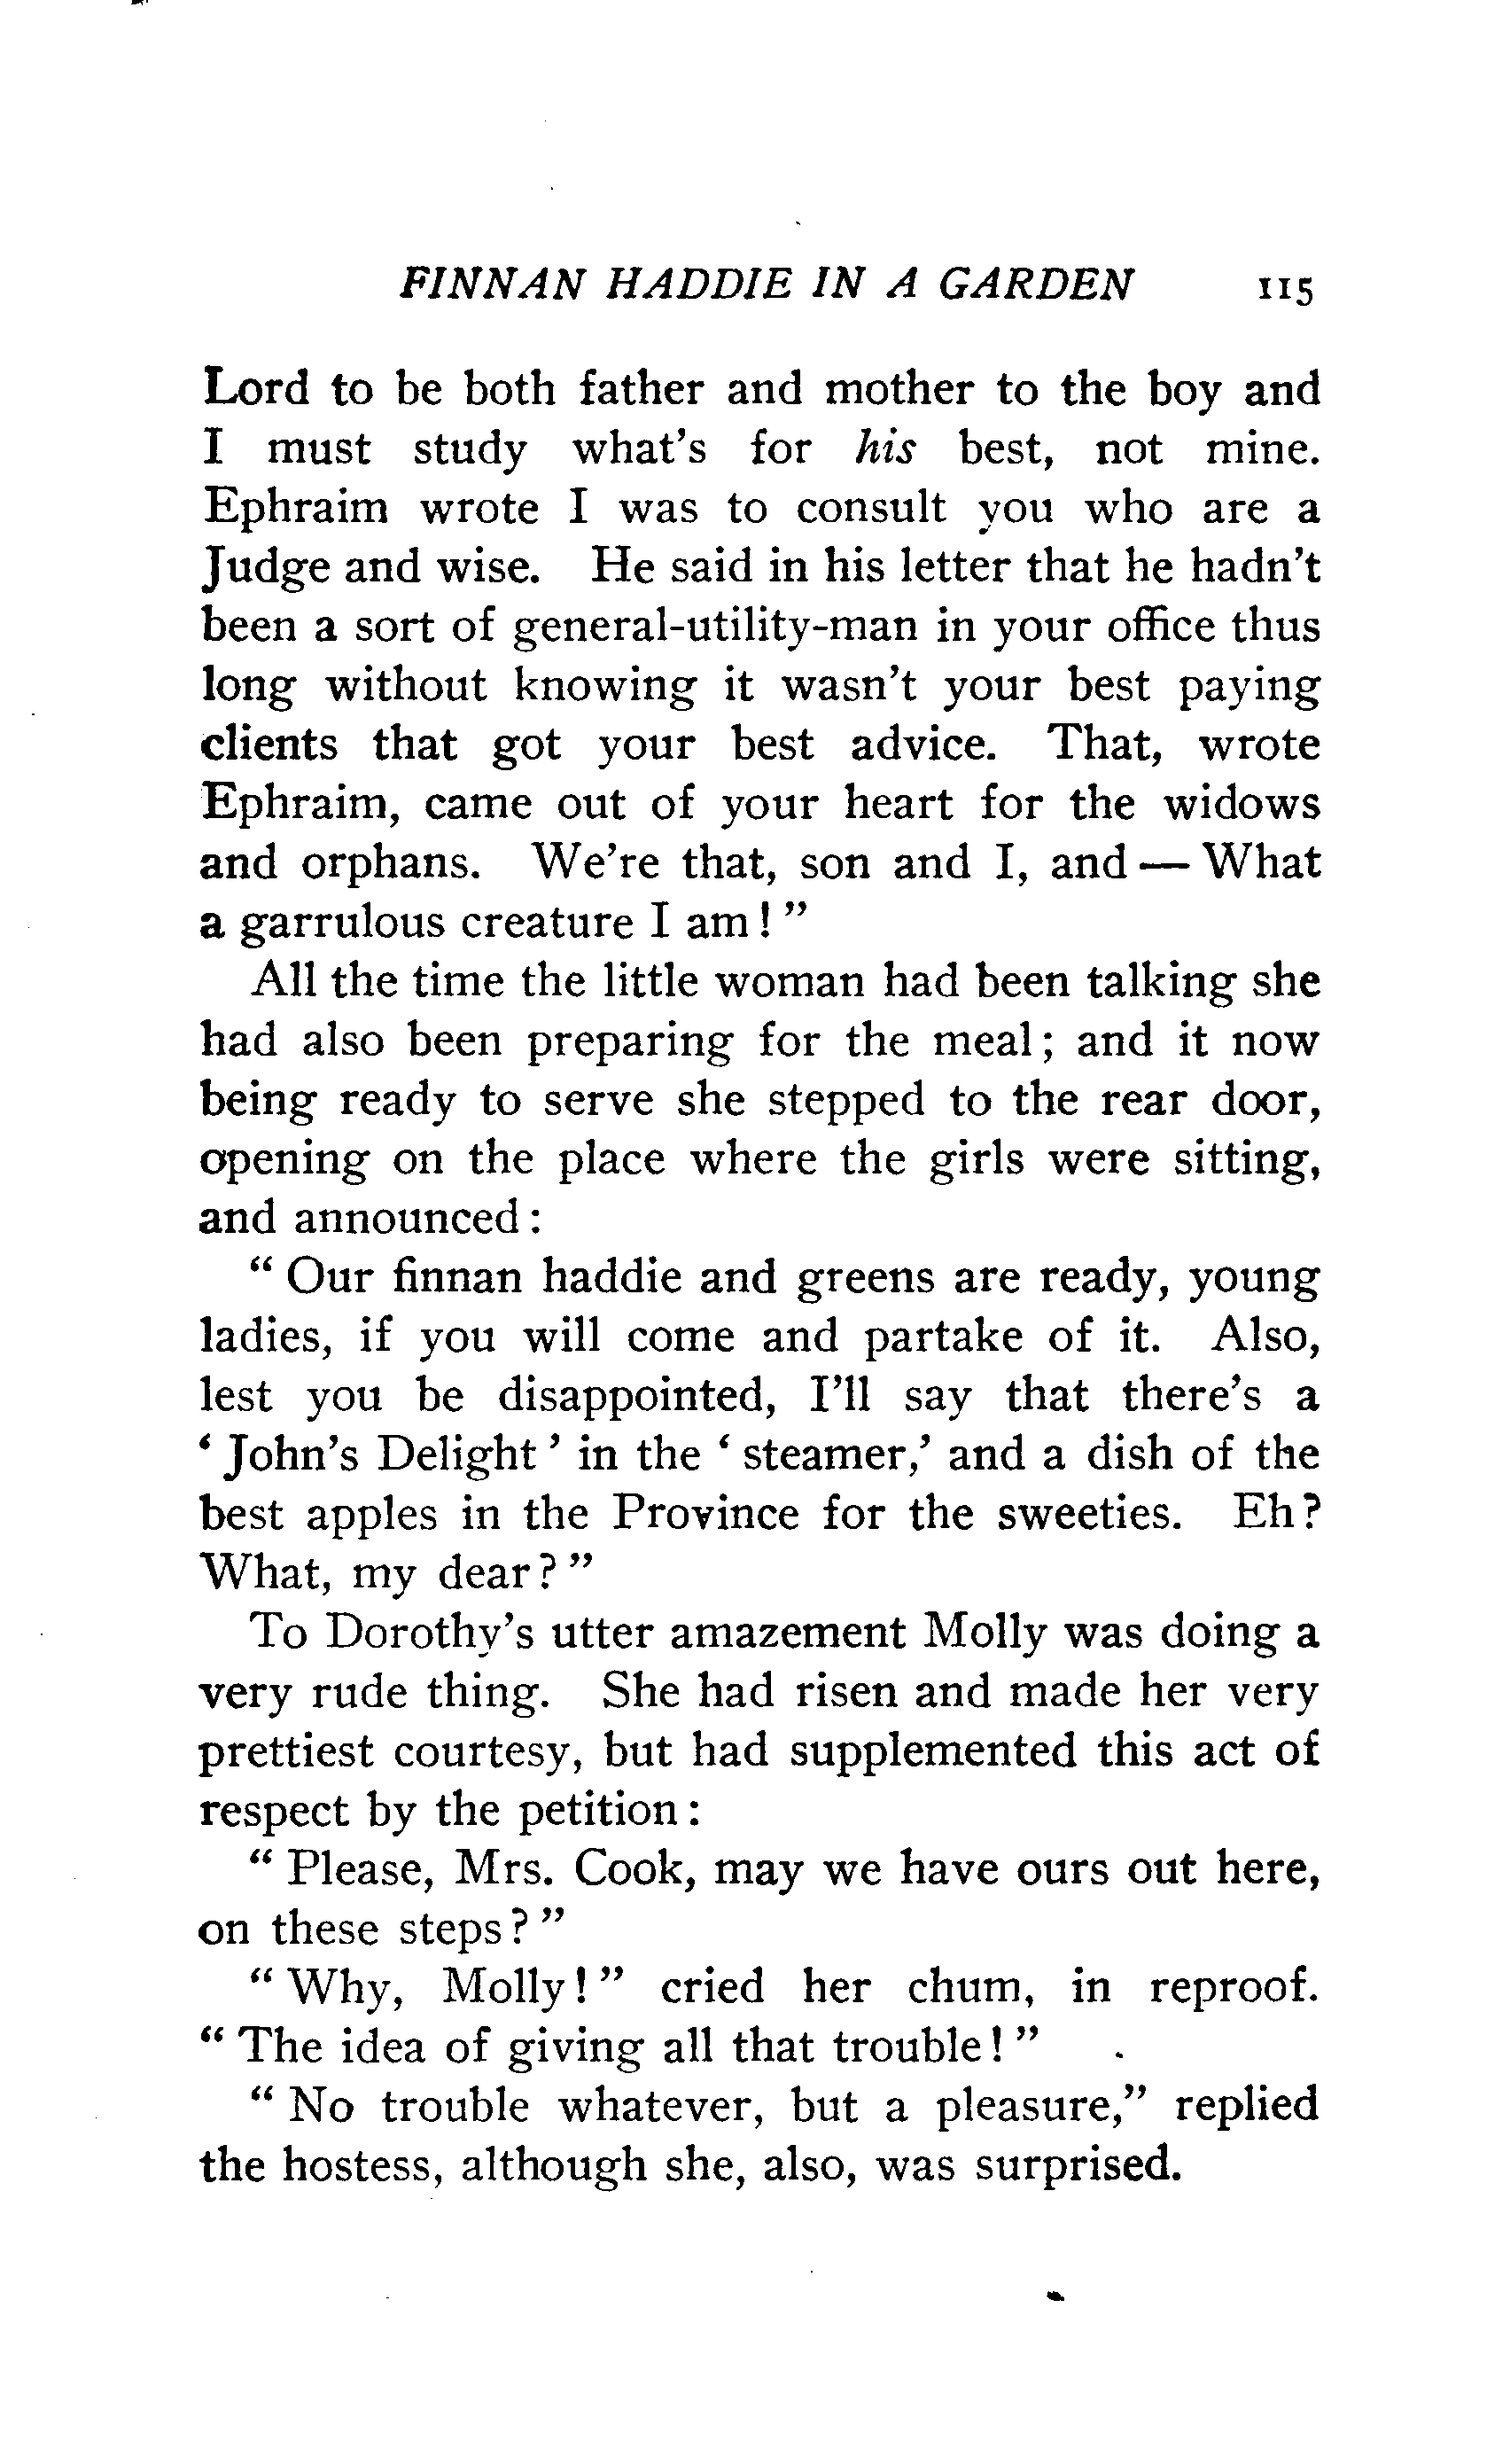 FINNAN HADDIE IN A GARDEN 115
Lord to be both father and mother to the boy and
I must study what's for his best, not mine.
Ephraim wrote I was to consult you who are a
Judge and wise. He said in his letter that he hadn't
been a sort of general-utility-man in your office thus
long without knowing it wasn't your best paying
clients that got your best advice. That, wrote
Ephraim, came out of your heart for the widows
and orphans. We're that, son and I, and — What
a garrulous creature I am! "
All the time the little woman had been talking she
had also been preparing for the meal; and it now
being ready to serve she stepped to the rear door,
opening on the place where the girls were sitting,
and announced:
" Our finnan haddie and greens are ready, young
ladies, if you will come and partake of it. Also,
lest you be disappointed, I'll say that there's a
' John's Delight ' in the ' steamer,' and a dish of the
best apples in the Province for the sweeties. Eh?
What, my dear? "
To Dorothy's utter amazement Molly was doing a
very rude thing. She had risen and made her very
prettiest courtesy, but had supplemented this act of
respect by the petition:
" Please, Mrs. Cook, may we have ours out here,
on these steps? "
" Why, Molly! " cried her chum, in reproof.
" The idea of giving all that trouble! "
" No trouble whatever, but a pleasure," replied
the hostess, although she, also, was surprised.